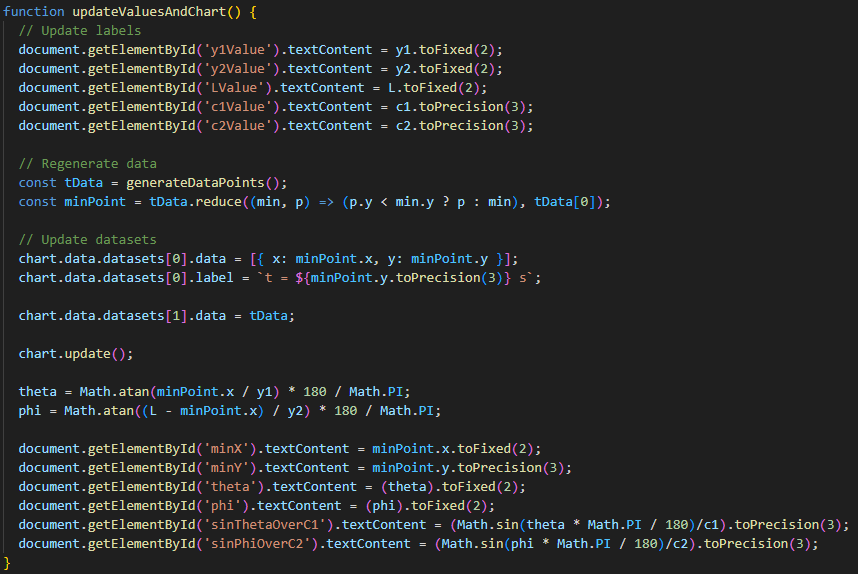 function updateValuesAndChart() {
// Update labels
document.getElementById('y1Value').textContent = y1.toFixed(2);
document.getElementById('y2Value').textContent = y2.toFixed(2);
document.getElementById('LValue').textContent = L.toFixed(2);
document.getElementById('c1Value').textContent = c1.toPrecision(3);
document.getElementById('c2Value').textContent = c2.toPrecision(3);
// Regenerate data
const tData = generateDataPoints();
const minPoint = tData.reduce((min, p) => (p.y < min.y ? p : min), tData[0]);
// Update datasets
chart.data.datasets[0].data = [{ x: minPoint.x, y: minPoint.y }];
chart.data.datasets[0].label = `t = ${minPoint.y.toPrecision(3)} s`;
chart.data.datasets[1].data = tData;
chart.update();
theta = Math.atan(minPoint.x / y1) * 180 / Math.PI;
phi = Math.atan((L - minPoint.x) / y2) * 180 / Math.PI;
document.getElementById('minX').textContent = minPoint.x.toFixed(2);
document.getElementById('minY').textContent = minPoint.y.toPrecision(3);
document.getElementById('theta').textContent = (theta).toFixed(2);
document.getElementById('phi').textContent = (phi).toFixed(2);
document.getElementById('sinThetaOverC1').textContent = (Math.sin(theta * Math.PI / 180)/c1).toPrecision(3);
document.getElementById('sinPhiOverC2').textContent = (Math.sin(phi * Math.PI / 180)/c2).toPrecision(3);
}